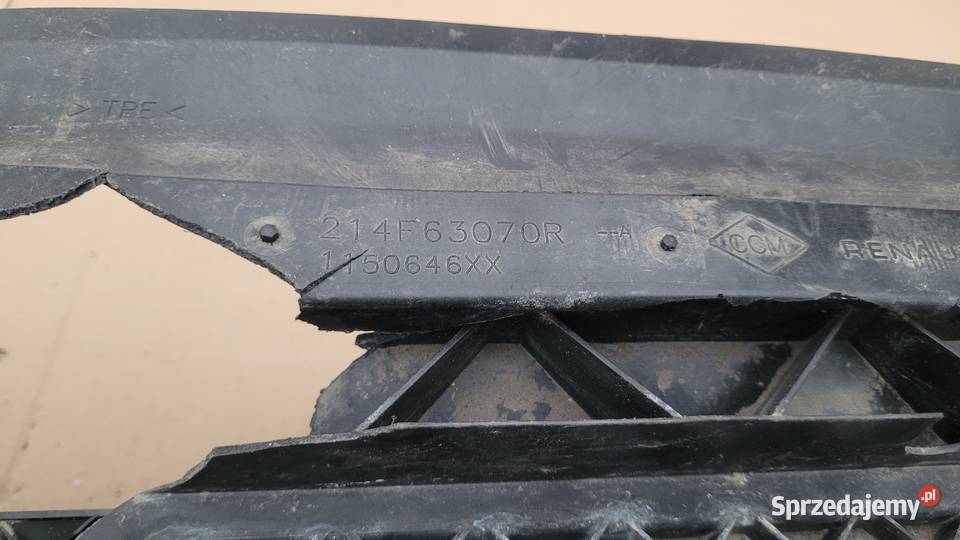 > TPE <
214F63070R --A
1150646XX
CCM
RENAU
Sprzedajemy.pl